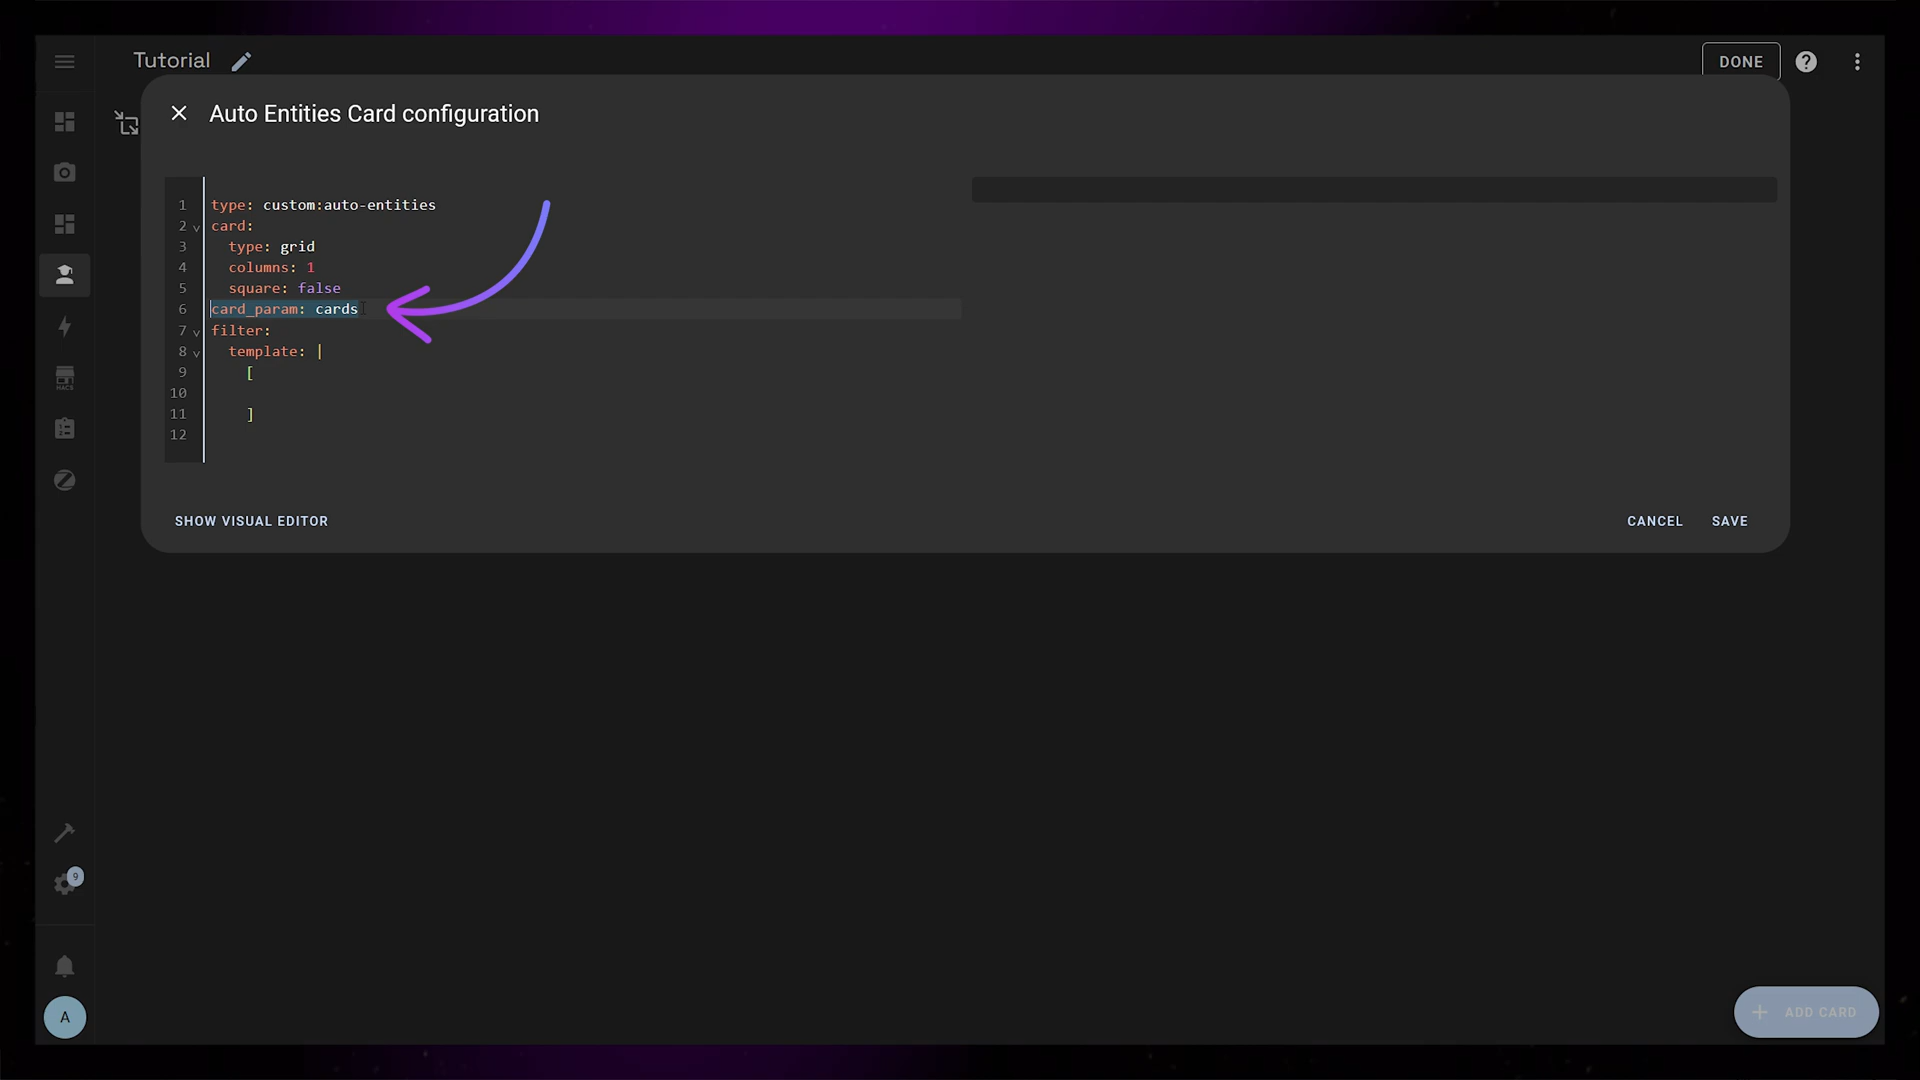 Tutorial
DONE
Auto Entities Card configuration
1 type: custom:auto-entities
2 card:
3 type: grid
4 columns: 1
5 square: false
6 card_param: cards
7 filter:
8 template: |
9 [
10
11 ]
12
SHOW VISUAL EDITOR
CANCEL
SAVE
HACS
9
A
+ ADD CARD